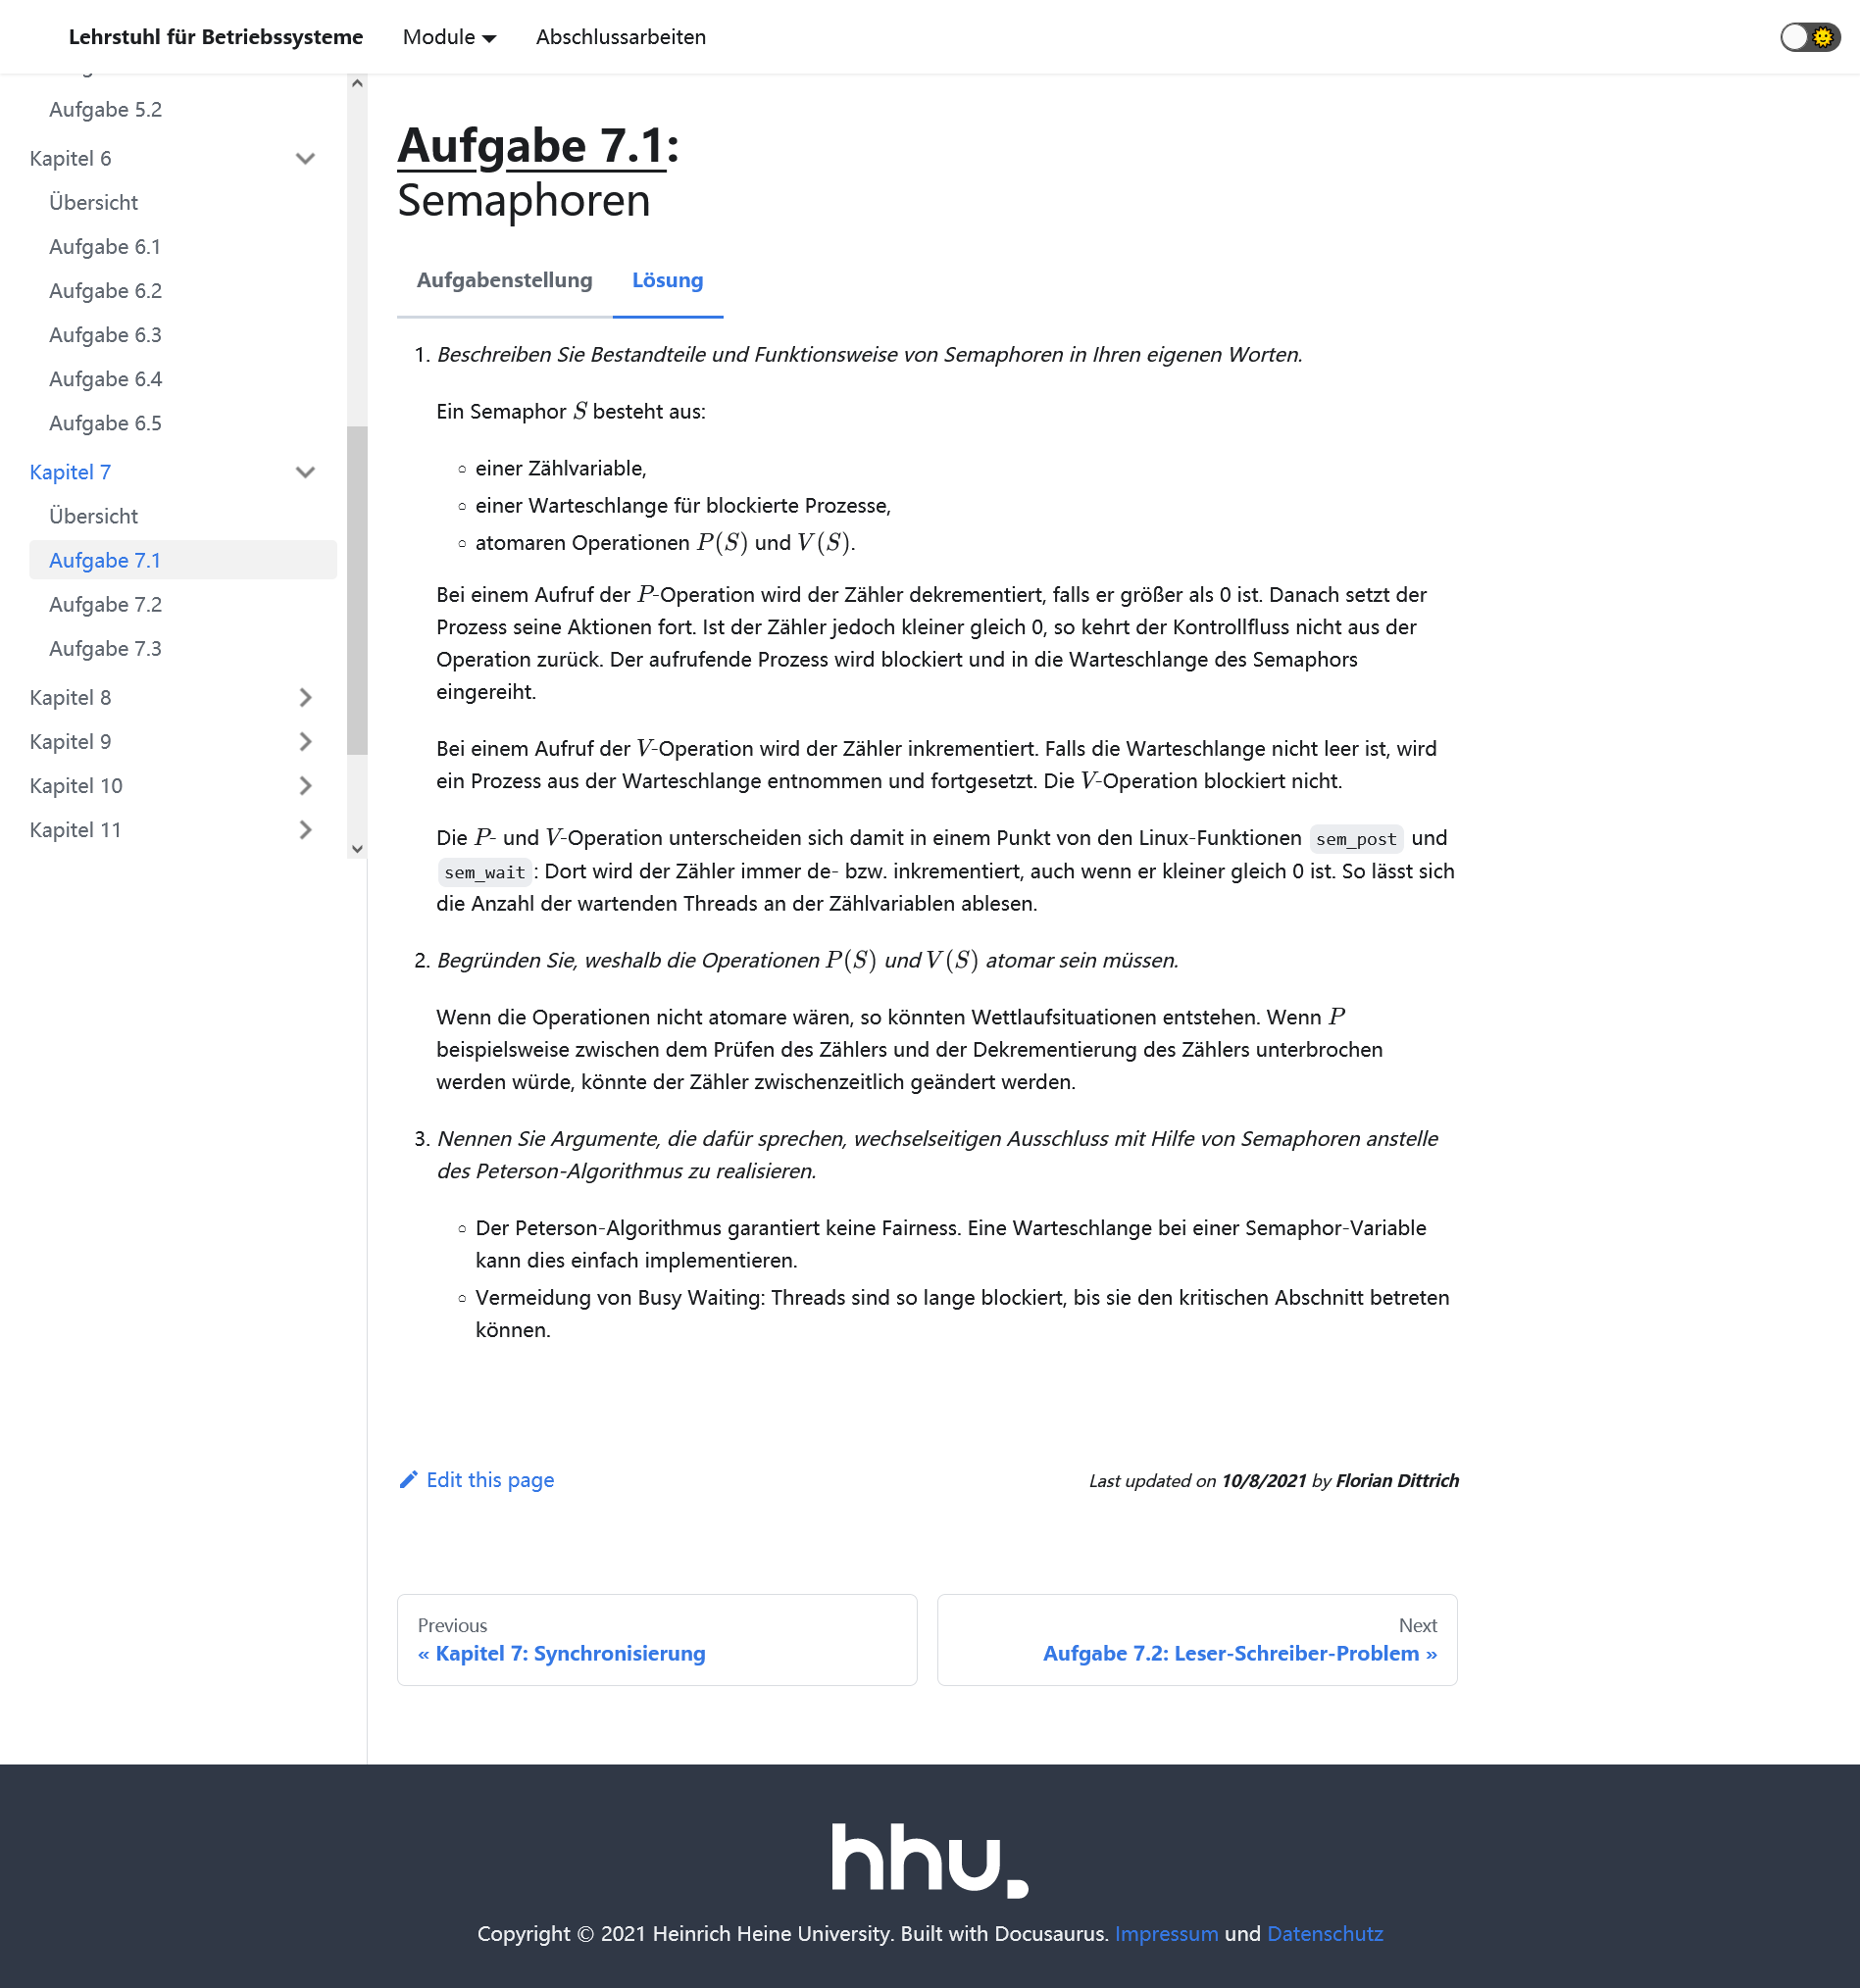 Lehrstuhl für Betriebssysteme Module Abschlussarbeiten
Aufgabe 5.2
Kapitel 6
Übersicht
Aufgabe 6.1
Aufgabe 6.2
Aufgabe 6.3
Aufgabe 6.4
Aufgabe 6.5
Kapitel 7
Übersicht
Aufgabe 7.1
Aufgabe 7.2
Aufgabe 7.3
Kapitel 8
Kapitel 9
Kapitel 10
Kapitel 11
Aufgabe 7.1:
Semaphoren
Aufgabenstellung Lösung
1. Beschreiben Sie Bestandteile und Funktionsweise von Semaphoren in Ihren eigenen Worten.
Ein Semaphor S besteht aus:
◦ einer Zählvariable,
◦ einer Warteschlange für blockierte Prozesse,
◦ atomaren Operationen P(S) und V(S).
Bei einem Aufruf der P-Operation wird der Zähler dekrementiert, falls er größer als 0 ist. Danach setzt der
Prozess seine Aktionen fort. Ist der Zähler jedoch kleiner gleich 0, so kehrt der Kontrollfluss nicht aus der
Operation zurück. Der aufrufende Prozess wird blockiert und in die Warteschlange des Semaphors
eingereiht.
Bei einem Aufruf der V-Operation wird der Zähler inkrementiert. Falls die Warteschlange nicht leer ist, wird
ein Prozess aus der Warteschlange entnommen und fortgesetzt. Die V-Operation blockiert nicht.
Die P- und V-Operation unterscheiden sich damit in einem Punkt von den Linux-Funktionen sem_post und
sem_wait: Dort wird der Zähler immer de- bzw. inkrementiert, auch wenn er kleiner gleich 0 ist. So lässt sich
die Anzahl der wartenden Threads an der Zählvariablen ablesen.
2. Begründen Sie, weshalb die Operationen P(S) und V(S) atomar sein müssen.
Wenn die Operationen nicht atomare wären, so könnten Wettlaufsituationen entstehen. Wenn P
beispielsweise zwischen dem Prüfen des Zählers und der Dekrementierung des Zählers unterbrochen
werden würde, könnte der Zähler zwischenzeitlich geändert werden.
3. Nennen Sie Argumente, die dafür sprechen, wechselseitigen Ausschluss mit Hilfe von Semaphoren anstelle
des Peterson-Algorithmus zu realisieren.
◦ Der Peterson-Algorithmus garantiert keine Fairness. Eine Warteschlange bei einer Semaphor-Variable
kann dies einfach implementieren.
◦ Vermeidung von Busy Waiting: Threads sind so lange blockiert, bis sie den kritischen Abschnitt betreten
können.
Edit this page Last updated on 10/8/2021 by Florian Dittrich
Previous
« Kapitel 7: Synchronisierung
Next
Aufgabe 7.2: Leser-Schreiber-Problem »
hhu.
Copyright © 2021 Heinrich Heine University. Built with Docusaurus. Impressum und Datenschutz